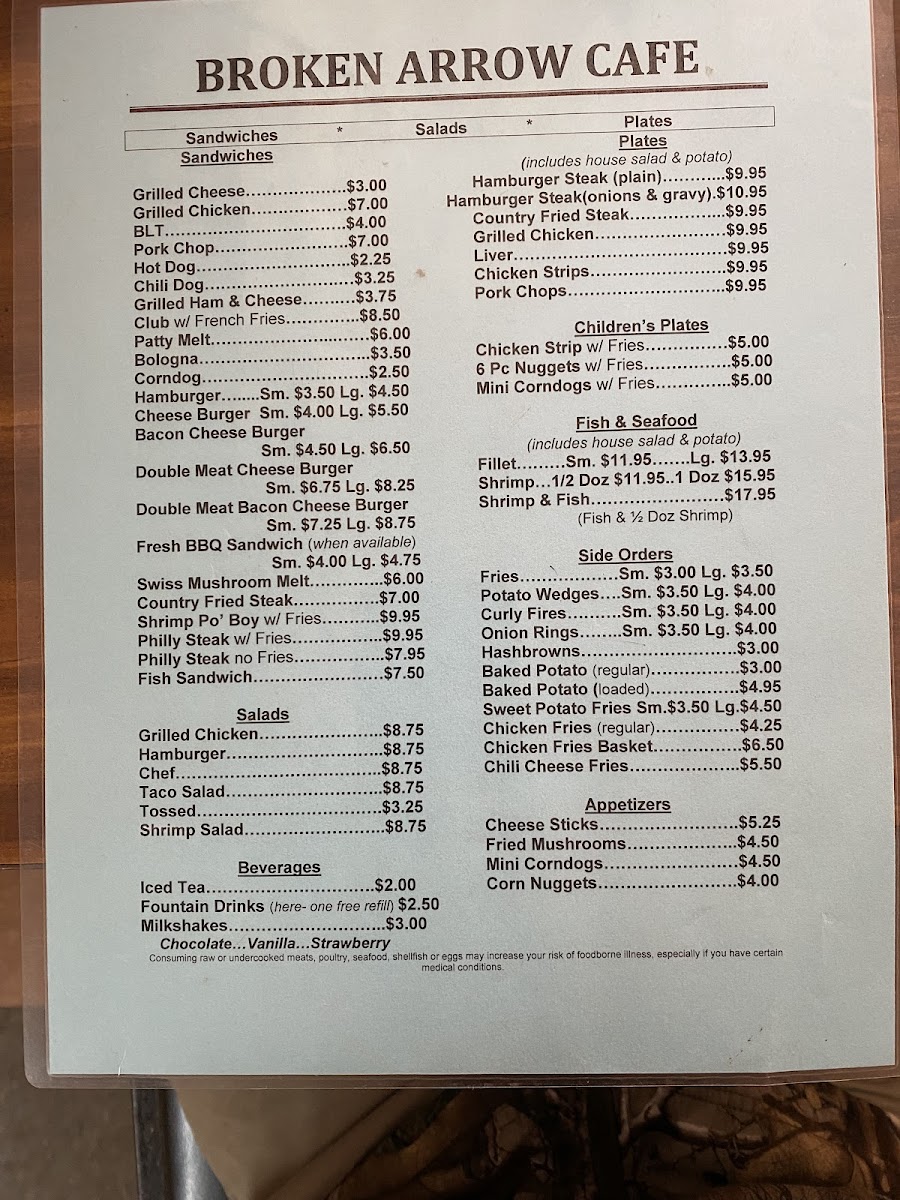 BROKEN ARROW CAFE
Sandwiches * Salads * Plates
Sandwiches
Grilled Cheese....................$3.00
Grilled Chicken.........................$7.00
BLT....................................$4.00
Pork Chop...........................$7.00
Hot Dog...............................$2.25
Chili Dog..............................$3.25
Grilled Ham & Cheese..........$3.75
Club w/ French Fries..............$8.50
Patty Melt................................$6.00
Bologna..................................$3.50
Corndog.................................$2.50
Hamburger........Sm. $3.50 Lg. $4.50
Cheese Burger Sm. $4.00 Lg. $5.50
Bacon Cheese Burger
Sm. $4.50 Lg. $6.50
Double Meat Cheese Burger
Sm. $6.75 Lg. $8.25
Double Meat Bacon Cheese Burger
Sm. $7.25 Lg. $8.75
Fresh BBQ Sandwich (when available)
Sm. $4.00 Lg. $4.75
Swiss Mushroom Melt..............$6.00
Country Fried Steak.................$7.00
Shrimp Po' Boy w/ Fries...........$9.95
Philly Steak w/ Fries..................$9.95
Philly Steak no Fries..................$7.95
Fish Sandwich..........................$7.50
Salads
Grilled Chicken.........................$8.75
Hamburger...............................$8.75
Chef.........................................$8.75
Taco Salad...............................$8.75
Tossed.....................................$3.25
Shrimp Salad............................$8.75
Beverages
Iced Tea.................................$2.00
Fountain Drinks (here- one free refill) $2.50
Milkshakes...............................$3.00
Chocolate...Vanilla...Strawberry
Plates
(includes house salad & potato)
Hamburger Steak (plain)............$9.95
Hamburger Steak(onions & gravy).$10.95
Country Fried Steak...................$9.95
Grilled Chicken..........................$9.95
Liver..........................................$9.95
Chicken Strips...........................$9.95
Pork Chops...............................$9.95
Children's Plates
Chicken Strip w/ Fries................$5.00
6 Pc Nuggets w/ Fries.................$5.00
Mini Corndogs w/ Fries...............$5.00
Fish & Seafood
(includes house salad & potato)
Fillet.........Sm. $11.95.......Lg. $13.95
Shrimp...1/2 Doz $11.95..1 Doz $15.95
Shrimp & Fish..........................$17.95
(Fish & ½ Doz Shrimp)
Side Orders
Fries...................Sm. $3.00 Lg. $3.50
Potato Wedges....Sm. $3.50 Lg. $4.00
Curly Fires..........Sm. $3.50 Lg. $4.00
Onion Rings........Sm. $3.50 Lg. $4.00
Hashbrowns...............................$3.00
Baked Potato (regular).................$3.00
Baked Potato (loaded)..................$4.95
Sweet Potato Fries Sm.$3.50 Lg.$4.50
Chicken Fries (regular)................$4.25
Chicken Fries Basket..................$6.50
Chili Cheese Fries......................$5.50
Appetizers
Cheese Sticks...........................$5.25
Fried Mushrooms......................$4.50
Mini Corndogs...........................$4.50
Corn Nuggets............................$4.00
Consuming raw or undercooked meats, poultry, seafood, shellfish or eggs may increase your risk of foodborne illness, especially if you have certain
medical conditions.